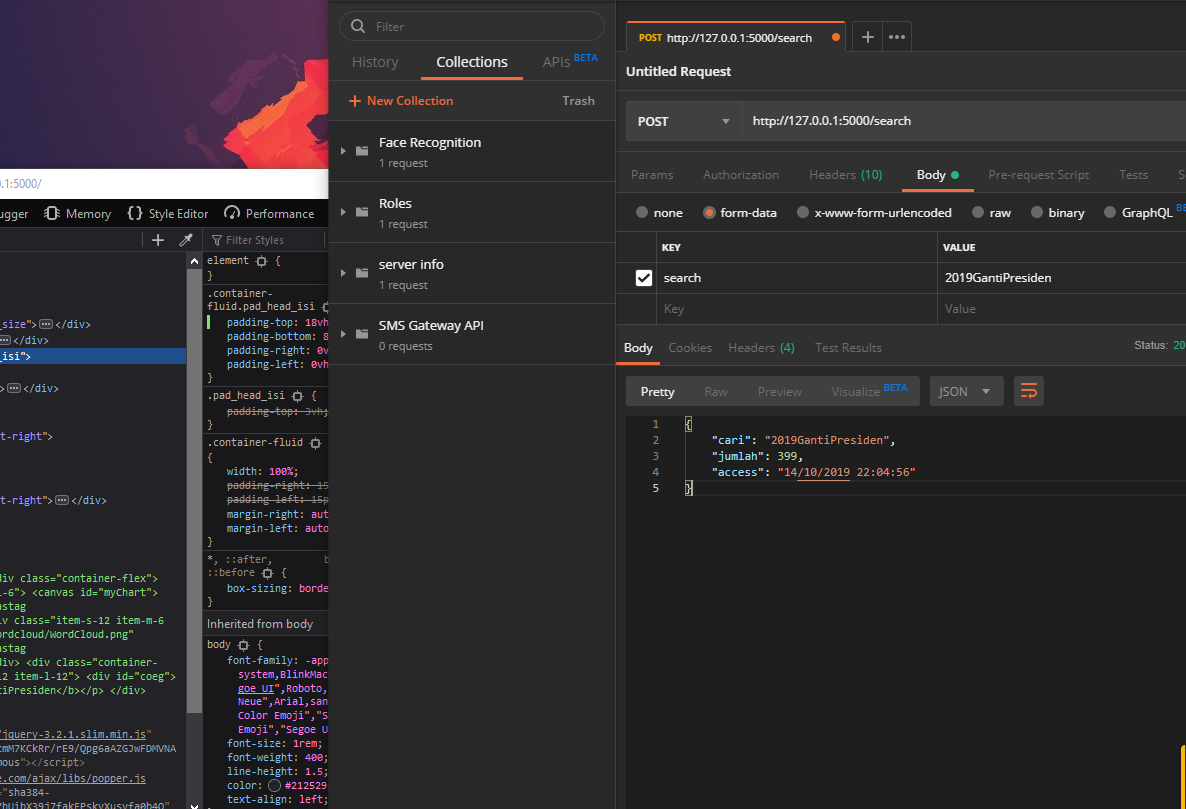 0.1:5000/
ugger Memory Style Editor Performance
Filter Styles
_size"> </div>
</div>
_isi">
> </div>
t-right">
t-right"> </div>
div class="container-flex">
l-6"> <canvas id="myChart">
stag
iv class="item-s-12 item-m-6
ordcloud/WordCloud.png"
stag
div> <div class="container-
12 item-l-12"> <div id="coeg">
tiPresiden</b></p> </div>
/jquery-3.2.1.slim.min.js"
zmM7KCkRr/rE9/Qpg6aAZGJwFDMVNA
mous"></script>
e.com/ajax/libs/popper.js
="sha384-
element {
}
.container-
fluid.pad_head_isi {
padding-top: 18vh
padding-bottom: 8
padding-right: 0v
padding-left: 0vh
}
.pad_head_isi {
padding-top: 3vh;
}
.container-fluid
{
width: 100%;
padding-right: 15
padding-left: 15p
margin-right: aut
margin-left: auto
}
*, ::after, b
::before {
box-sizing: borde
}
Inherited from body
body {
font-family: -app
system,BlinkMac
goe UI",Roboto,
Neue",Arial,san
Color Emoji","S
Emoji","Segoe U
font-size: 1rem;
font-weight: 400;
line-height: 1.5;
color: #212529
text-align: left;
Filter
History Collections APIs BETA
+ New Collection Trash
Face Recognition
1 request
Roles
1 request
server info
1 request
SMS Gateway API
0 requests
POST http://127.0.0.1:5000/search
Untitled Request
POST http://127.0.0.1:5000/search
Params Authorization Headers (10) Body Pre-request Script Tests S
none form-data x-www-form-urlencoded raw binary GraphQL BE
KEY VALUE
search 2019GantiPresiden
Key Value
Body Cookies Headers (4) Test Results Status: 20
Pretty Raw Preview Visualize BETA JSON
1 {
2 "cari": "2019GantiPresiden",
3 "jumlah": 399,
4 "access": "14/10/2019 22:04:56"
5 }